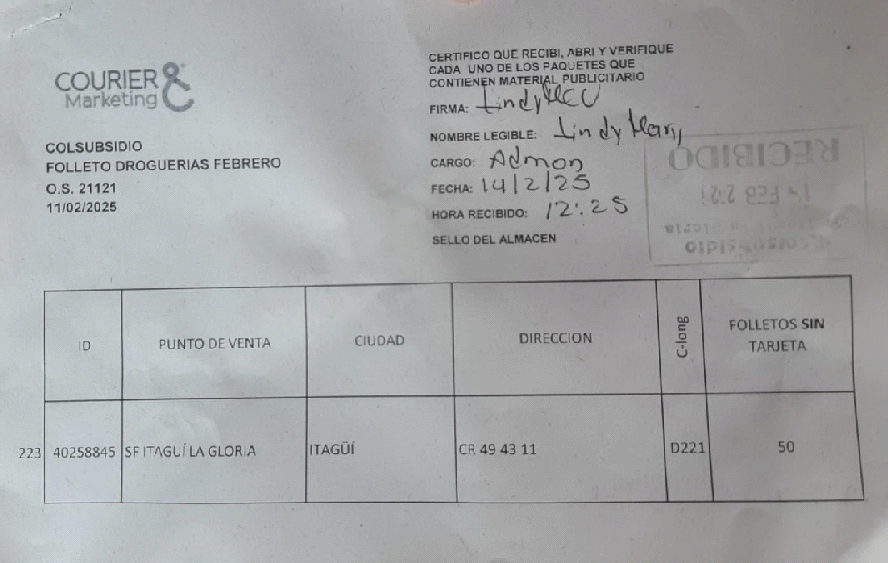 COURIER &
Marketing
COLSUBSIDIO
FOLLETO DROGUERIAS FEBRERO
O.S. 21121
11/02/2025
CERTIFICO QUE RECIBI, ABRI Y VERIFIQUE
CADA UNO DE LOS PAQUETES QUE
CONTIENEN MATERIAL PUBLICITARIO
FIRMA:
NOMBRE LEGIBLE: Lindy
CARGO: Admon
FECHA: 14/2/25
HORA RECIBIDO: 12:25
SELLO DEL ALMACEN
RECIBIDO
FEB
Colsubsidio
ID PUNTO DE VENTA CIUDAD DIRECCION C-long FOLLETOS SIN TARJETA
223 40258845 SF ITAGUÍ LA GLORIA ITAGÜÍ CR 49 43 11 D221 50